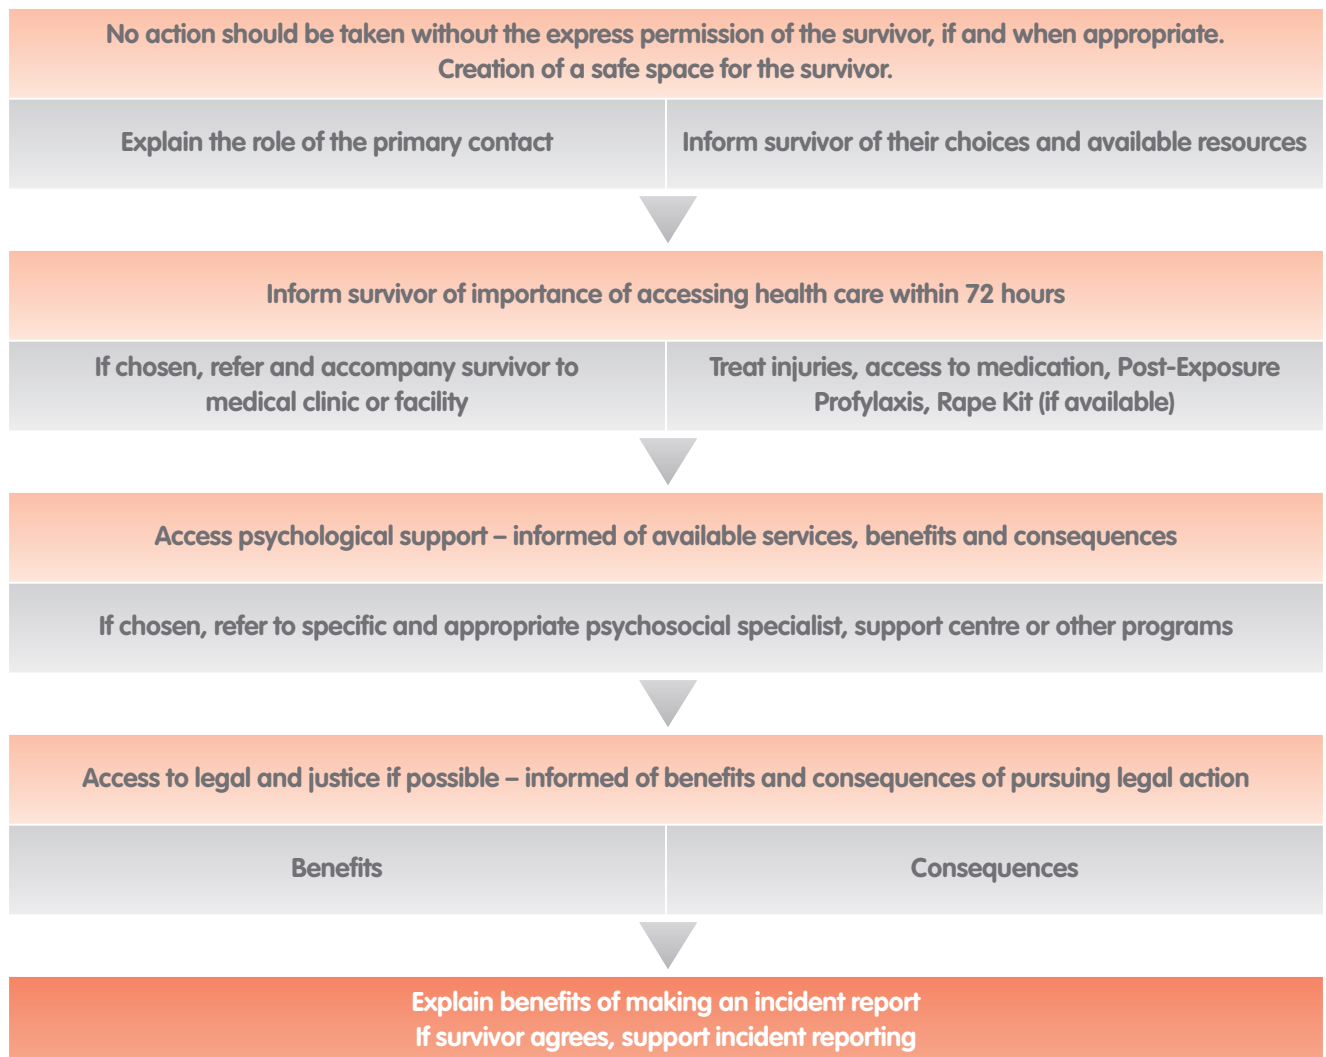 No action should be taken without the express permission of the survivor, if and when appropriate.
Creation of a safe space for the survivor.
Explain the role of the primary contact
Inform survivor of their choices and available resources
Inform survivor of importance of accessing health care within 72 hours
If chosen, refer and accompany survivor to
medical clinic or facility
Treat injuries, access to medication, Post-Exposure
Profylaxis, Rape Kit (if available)
Access psychological support – informed of available services, benefits and consequences
If chosen, refer to specific and appropriate psychosocial specialist, support centre or other programs
Access to legal and justice if possible – informed of benefits and consequences of pursuing legal action
Benefits
Consequences
Explain benefits of making an incident report
If survivor agrees, support incident reporting